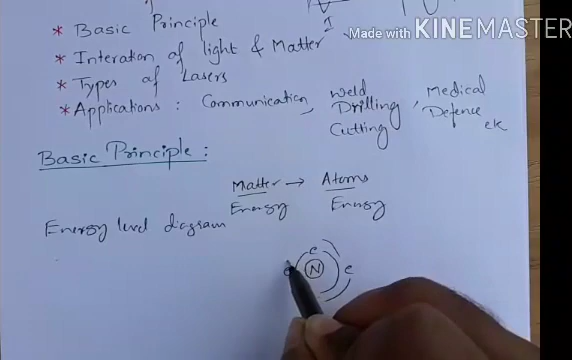 * Basic Principle
* Interation of light & Matter
Made with KINEMASTER
* Types of Lasers
* Applications : Communication, weld Drilling Cutting, Medical Defence
Basic Principle :
Matter → Atoms
Energy Energy
Energy level diagram
e
N
e
e